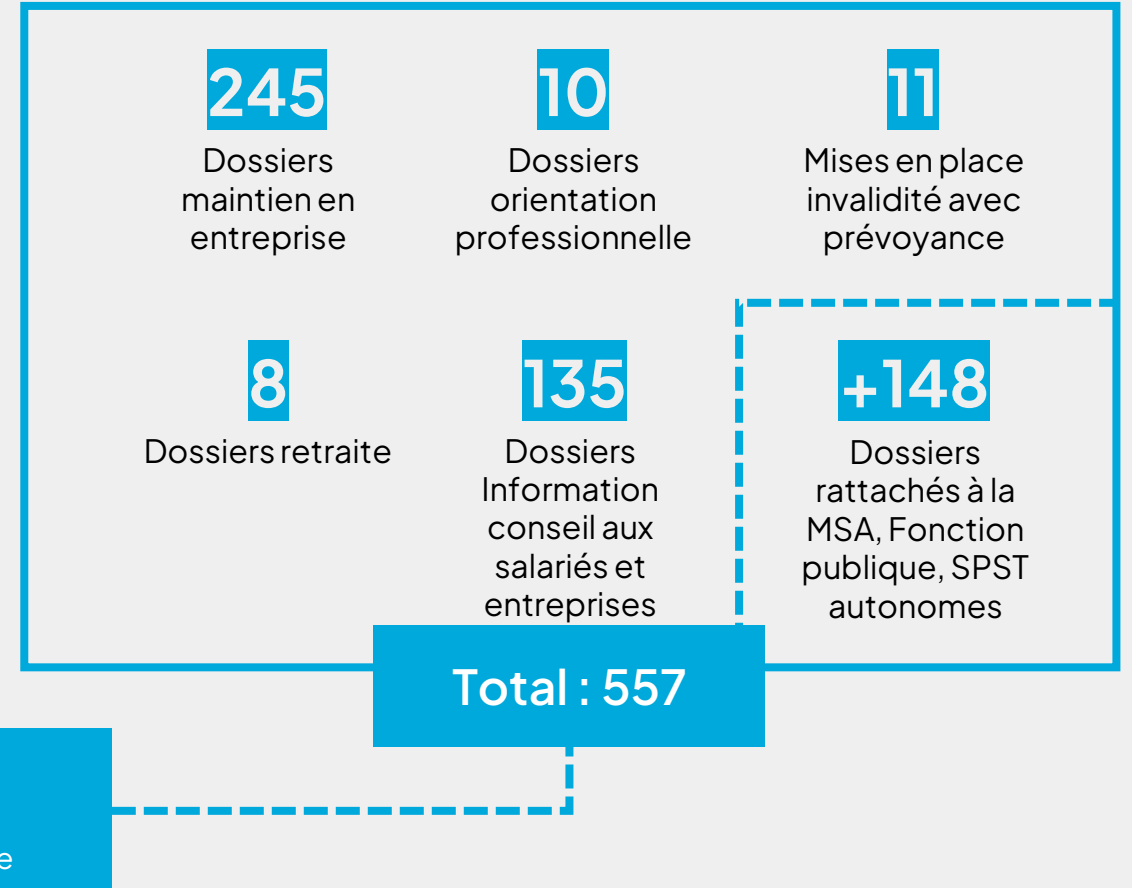 245
Dossiers
maintien en
entreprise
10
Dossiers
orientation
professionnelle
11
Mises en place
invalidité avec
prévoyance
8
Dossiers retraite
135
Dossiers
Information
conseil aux
salariés et
entreprises
+148
Dossiers
rattachés à la
MSA, Fonction
publique, SPST
autonomes
Total : 557